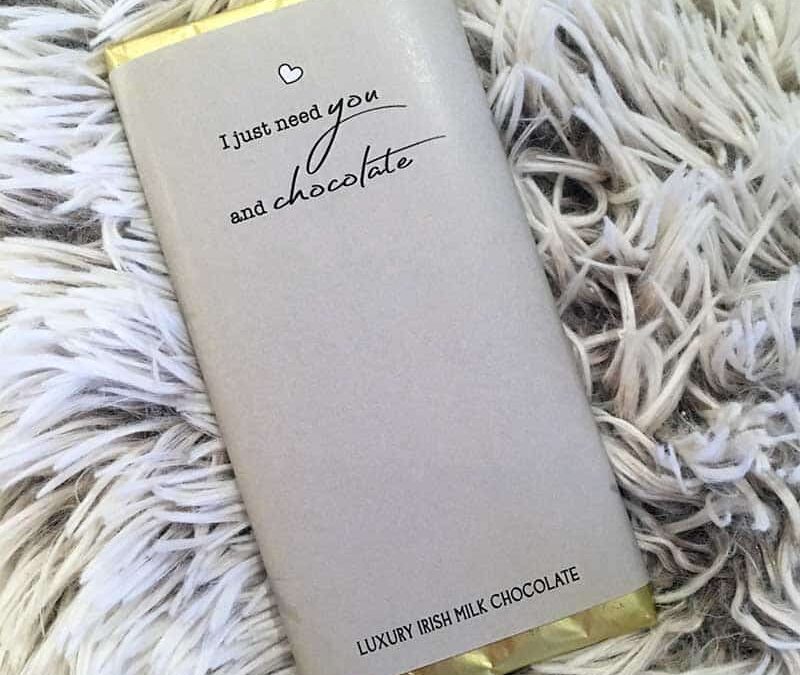 I just need you
and chocolate
LUXURY IRISH MILK CHOCOLATE